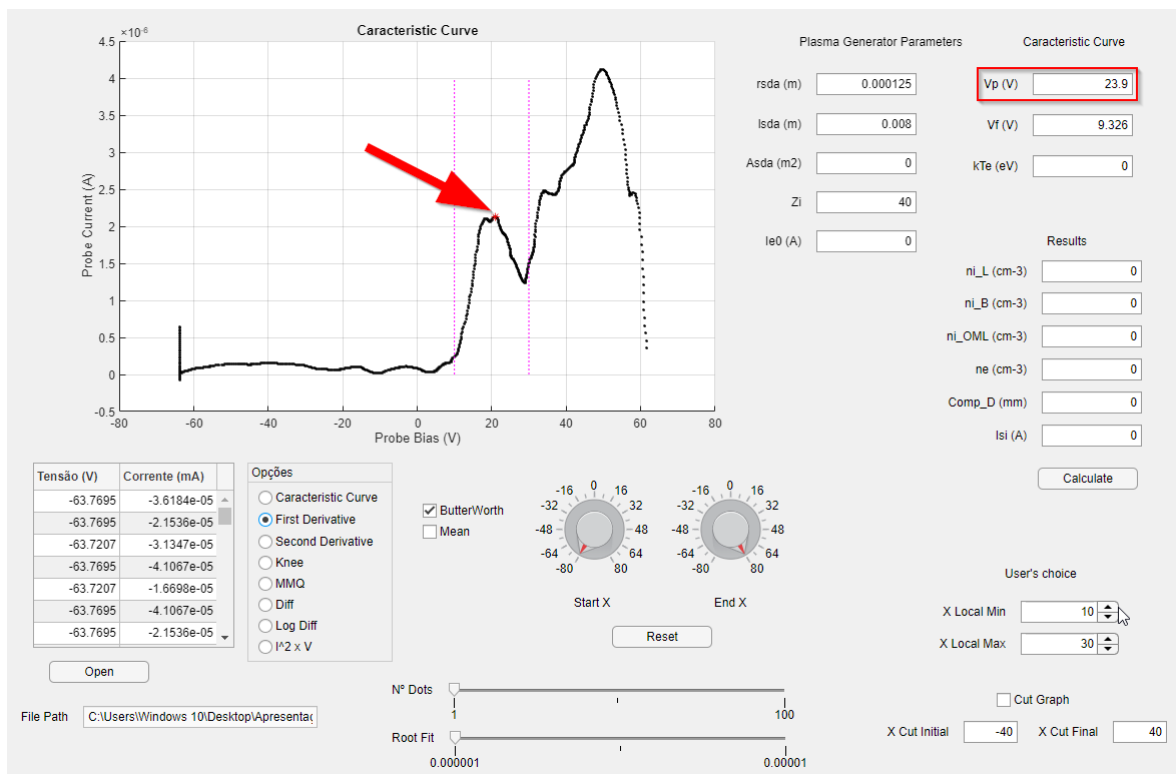 Caracteristic Curve
×10⁻⁶
4.5
4
3.5
3
2.5
2
1.5
1
0.5
0
-0.5
Probe Current (A)
-80 -60 -40 -20 0 20 40 60 80
Probe Bias (V)
Plasma Generator Parameters
rsda (m) 0.000125
lsda (m) 0.008
Asda (m2) 0
Zi 40
Ie0 (A) 0
Caracteristic Curve
Vp (V) 23.9
Vf (V) 9.326
kTe (eV) 0
Results
ni_L (cm-3) 0
ni_B (cm-3) 0
ni_OML (cm-3) 0
ne (cm-3) 0
Comp_D (mm) 0
Isi (A) 0
Calculate
Tensão (V) Corrente (mA)
-63.7695 -3.6184e-05
-63.7695 -2.1536e-05
-63.7207 -3.1347e-05
-63.7695 -4.1067e-05
-63.7207 -1.6698e-05
-63.7695 -4.1067e-05
-63.7695 -2.1536e-05
Open
File Path C:\Users\Windows 10\Desktop\Apresentaç
Opções
Caracteristic Curve
First Derivative
Second Derivative
Knee
MMQ
Diff
Log Diff
I^2 x V
ButterWorth
Mean
-80 -64 -48 -32 -16 0 16 32 48 64 80
Start X
-80 -64 -48 -32 -16 0 16 32 48 64 80
End X
Reset
Nº Dots
1 100
Root Fit
0.000001 0.00001
User's choice
X Local Min 10
X Local Max 30
Cut Graph
X Cut Initial -40 X Cut Final 40